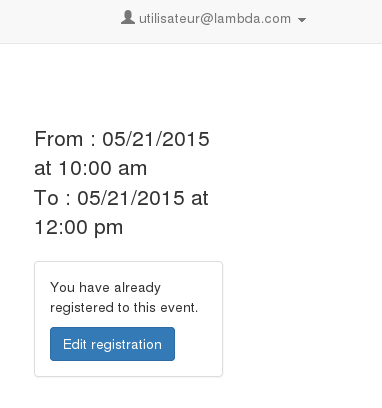 utilisateur@lambda.com
From : 05/21/2015
at 10:00 am
To : 05/21/2015 at
12:00 pm
You have already
registered to this event.
Edit registration